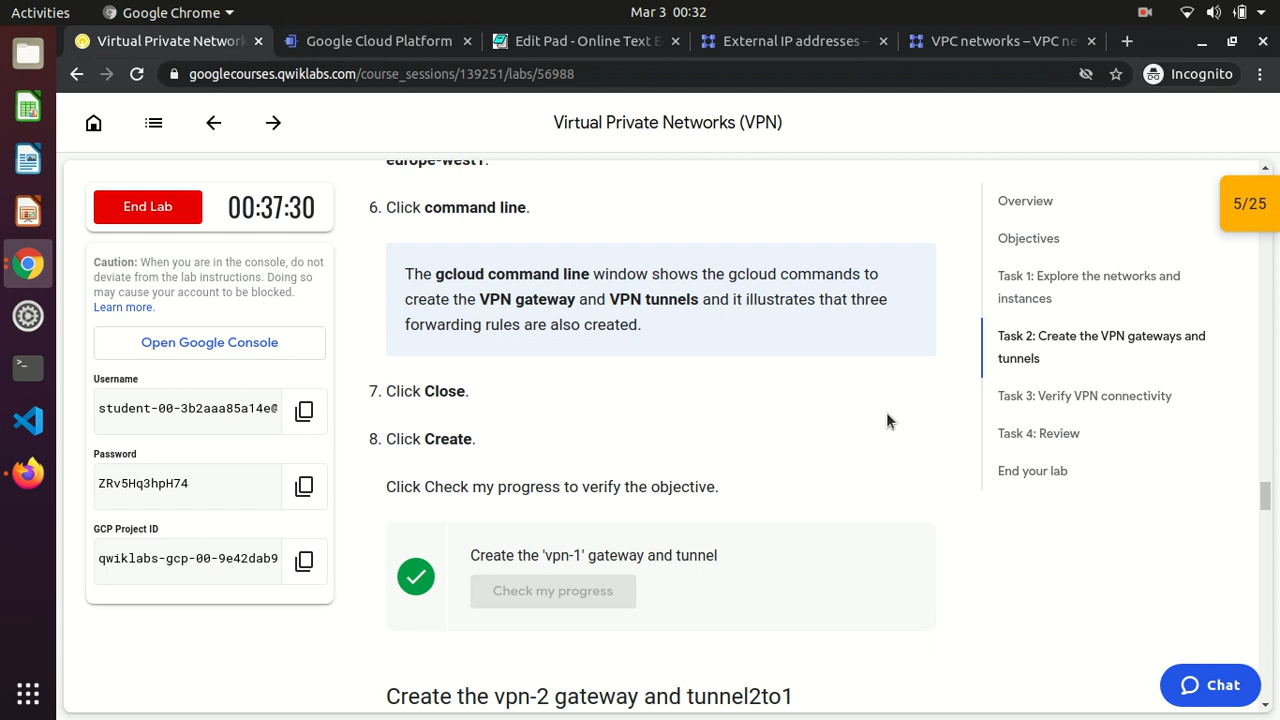 Activities
Google Chrome
Mar 3 00:32
Virtual Private Network
Google Cloud Platform
Edit Pad - Online Text E
External IP addresses –
VPC networks – VPC ne
googlecourses.qwiklabs.com/course_sessions/139251/labs/56988
Incognito
Virtual Private Networks (VPN)
End Lab
00:37:30
Caution: When you are in the console, do not
deviate from the lab instructions. Doing so
may cause your account to be blocked.
Learn more.
Open Google Console
Username
student-00-3b2aaa85a14e@
Password
ZRv5Hq3hpH74
GCP Project ID
qwiklabs-gcp-00-9e42dab9
europe-west1.
6. Click command line.
The gcloud command line window shows the gcloud commands to
create the VPN gateway and VPN tunnels and it illustrates that three
forwarding rules are also created.
7. Click Close.
8. Click Create.
Click Check my progress to verify the objective.
Create the 'vpn-1' gateway and tunnel
Check my progress
Create the vpn-2 gateway and tunnel2to1
Overview
Objectives
Task 1: Explore the networks and
instances
Task 2: Create the VPN gateways and
tunnels
Task 3: Verify VPN connectivity
Task 4: Review
End your lab
5/25
Chat